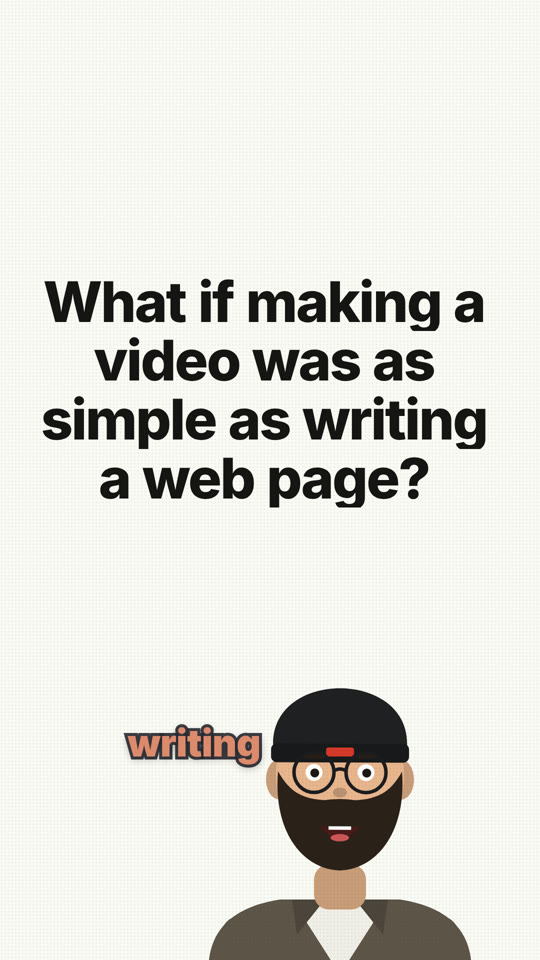 What if making a
video was as
simple as writing
a web page?
writing